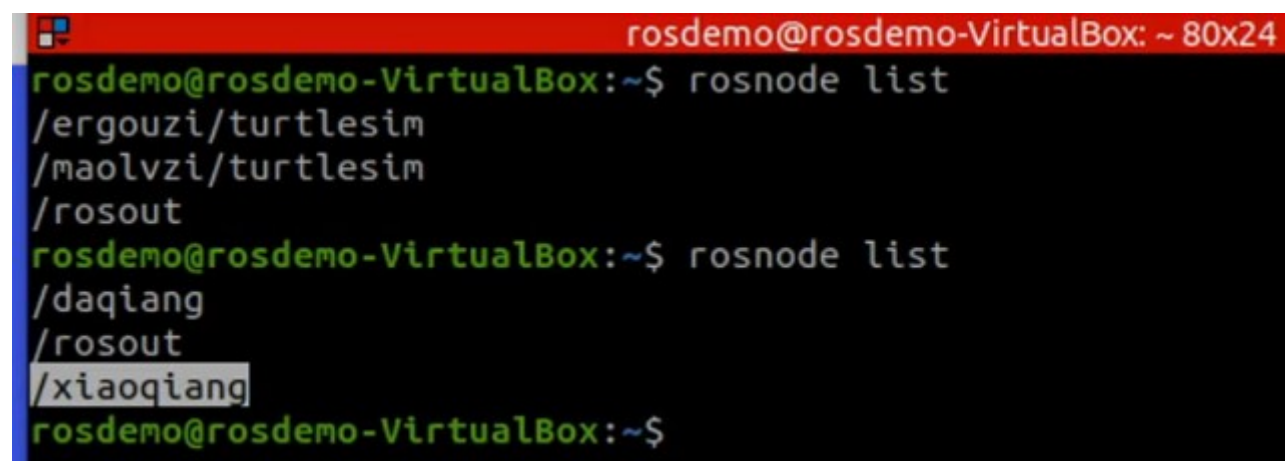 rosdemo@rosdemo-VirtualBox: ~ 80x24
rosdemo@rosdemo-VirtualBox:~$ rosnode list
/ergouzi/turtlesim
/maolvzi/turtlesim
/rosout
rosdemo@rosdemo-VirtualBox:~$ rosnode list
/daqiang
/rosout
/xiaoqiang
rosdemo@rosdemo-VirtualBox:~$